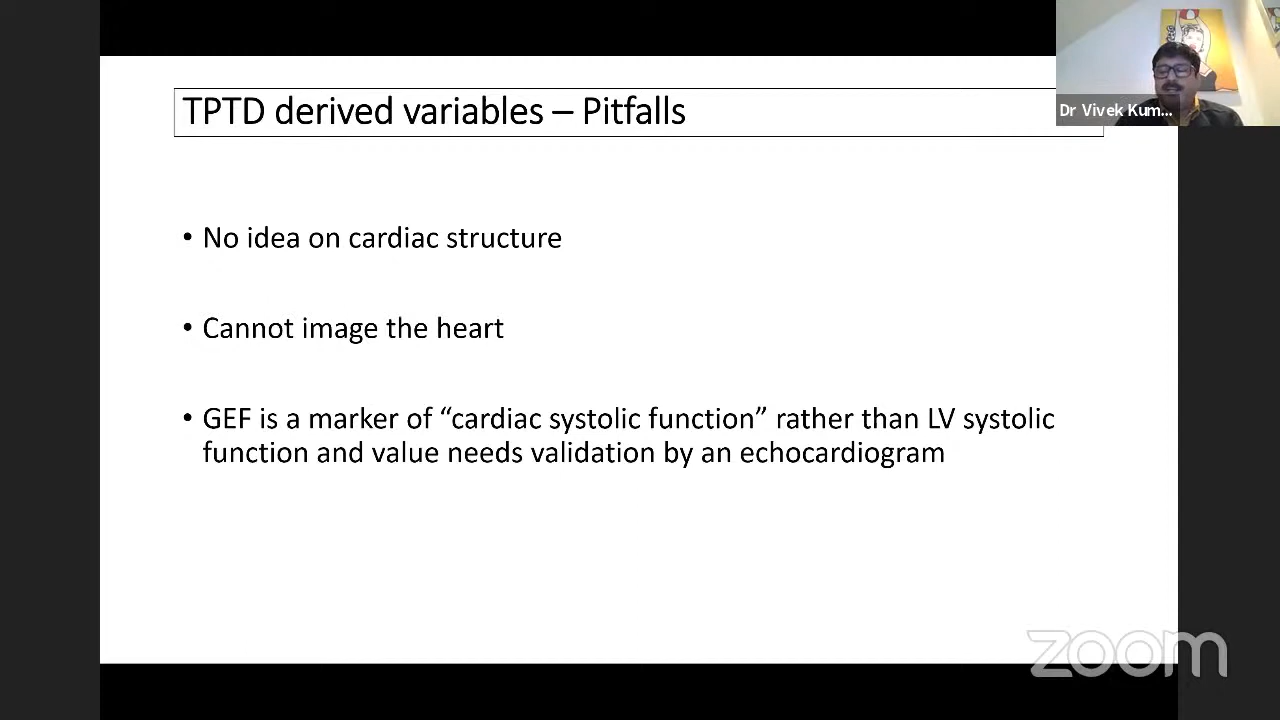 TPTD derived variables – Pitfalls
Dr Vivek Kum...
• No idea on cardiac structure
• Cannot image the heart
• GEF is a marker of “cardiac systolic function” rather than LV systolic
function and value needs validation by an echocardiogram
zoom